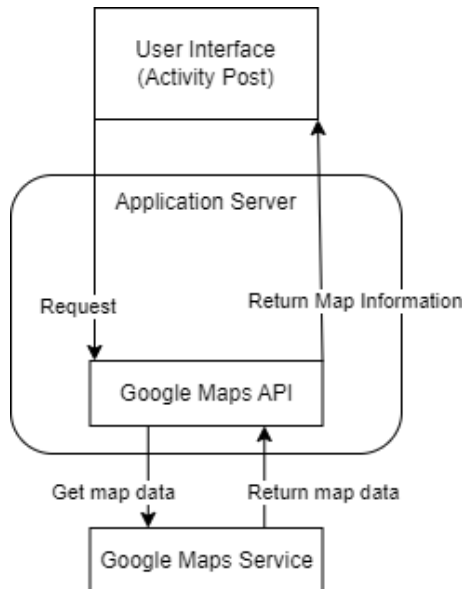 User Interface
(Activity Post)
Application Server
Request
Return Map Information
Google Maps API
Get map data
Return map data
Google Maps Service